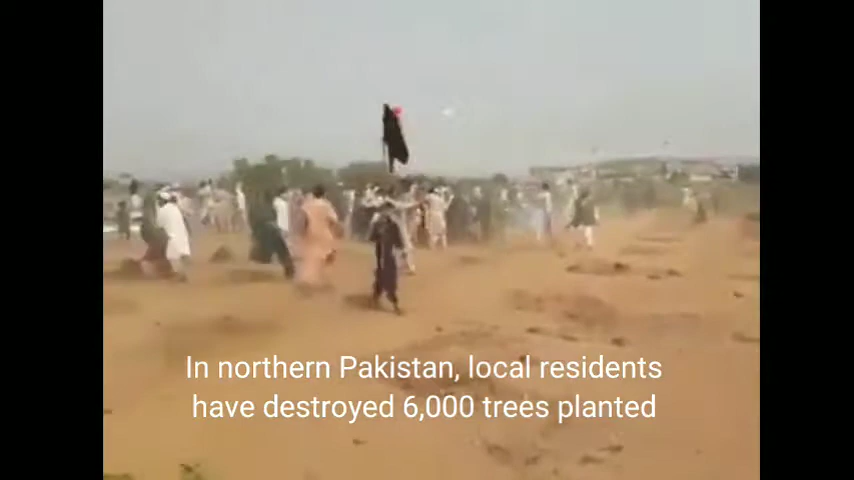 In northern Pakistan, local residents
have destroyed 6,000 trees planted